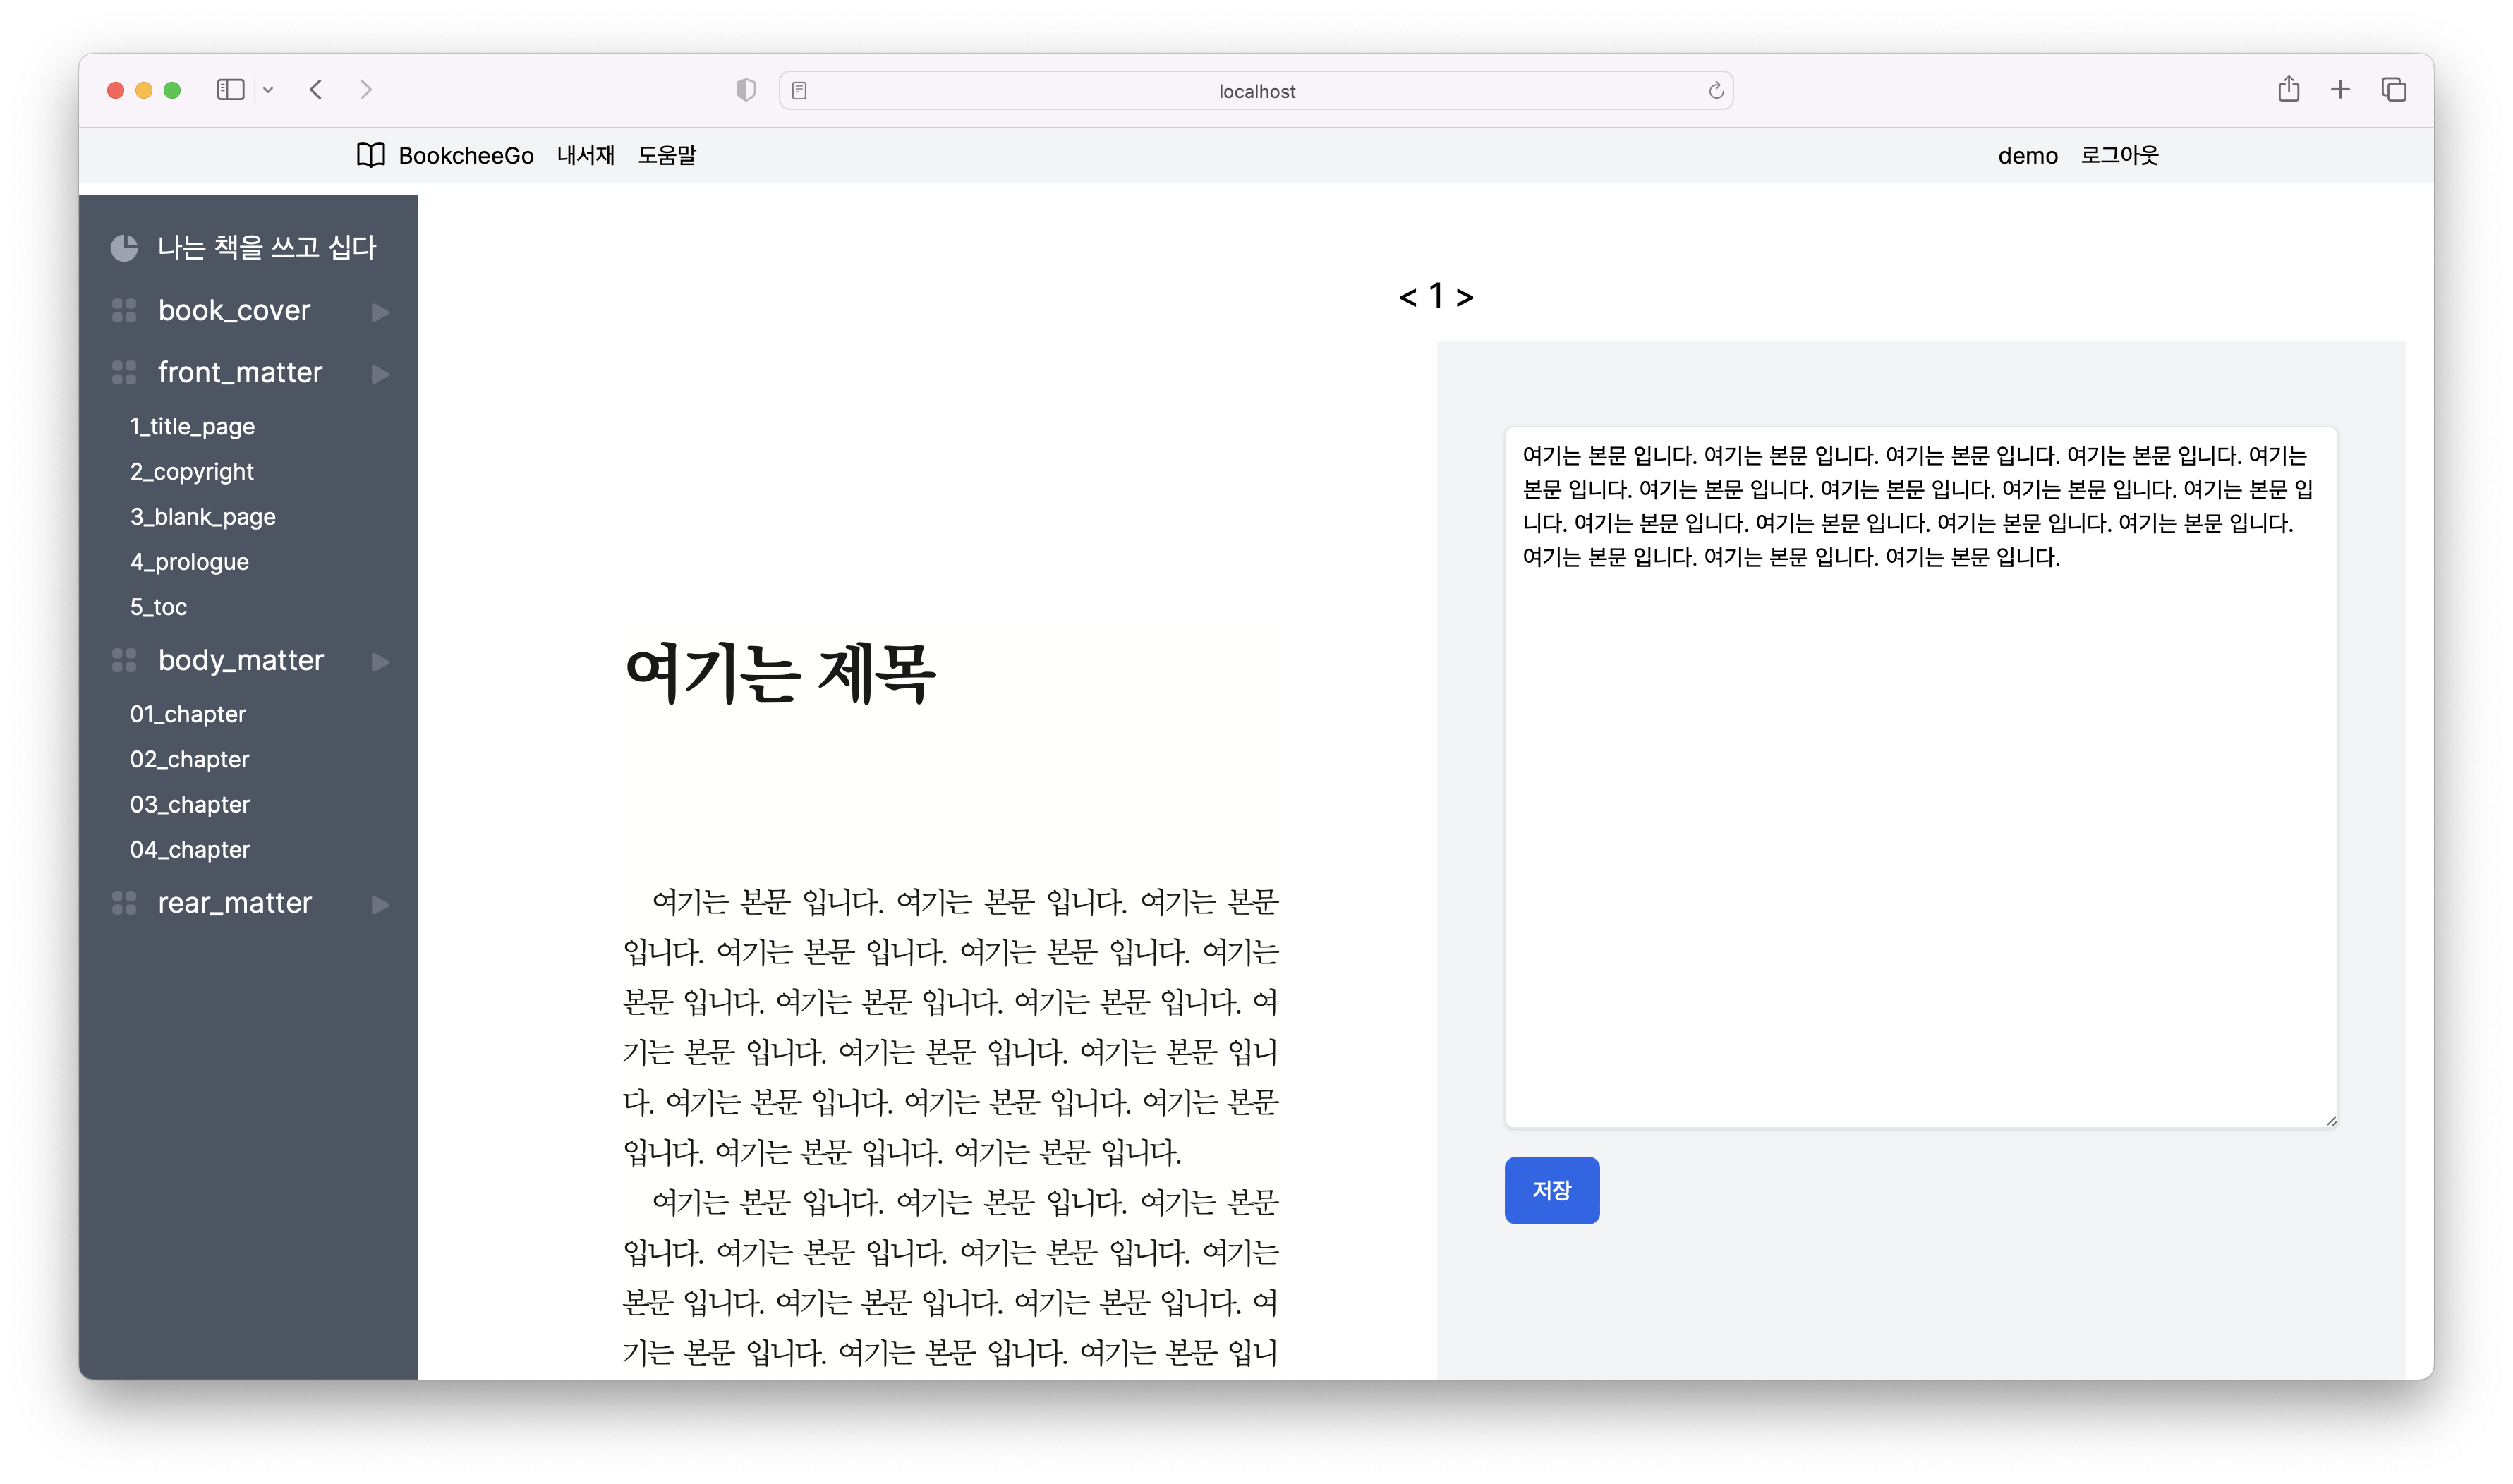 localhost
BookcheeGo 내서재 도움말 demo 로그아웃
나는 책을 쓰고 십다
book_cover
front_matter
1_title_page
2_copyright
3_blank_page
4_prologue
5_toc
body_matter
01_chapter
02_chapter
03_chapter
04_chapter
rear_matter
< 1 >
여기는 제목
여기는 본문 입니다. 여기는 본문 입니다. 여기는 본문
입니다. 여기는 본문 입니다. 여기는 본문 입니다. 여기는
본문 입니다. 여기는 본문 입니다. 여기는 본문 입니다. 여
기는 본문 입니다. 여기는 본문 입니다. 여기는 본문 입니
다. 여기는 본문 입니다. 여기는 본문 입니다. 여기는 본문
입니다. 여기는 본문 입니다. 여기는 본문 입니다.
여기는 본문 입니다. 여기는 본문 입니다. 여기는 본문
입니다. 여기는 본문 입니다. 여기는 본문 입니다. 여기는
본문 입니다. 여기는 본문 입니다. 여기는 본문 입니다. 여
기는 본문 입니다. 여기는 본문 입니다. 여기는 본문 입니
여기는 본문 입니다. 여기는 본문 입니다. 여기는 본문 입니다. 여기는 본문 입니다. 여기는
본문 입니다. 여기는 본문 입니다. 여기는 본문 입니다. 여기는 본문 입니다. 여기는 본문 입
니다. 여기는 본문 입니다. 여기는 본문 입니다. 여기는 본문 입니다. 여기는 본문 입니다.
여기는 본문 입니다. 여기는 본문 입니다. 여기는 본문 입니다.
저장